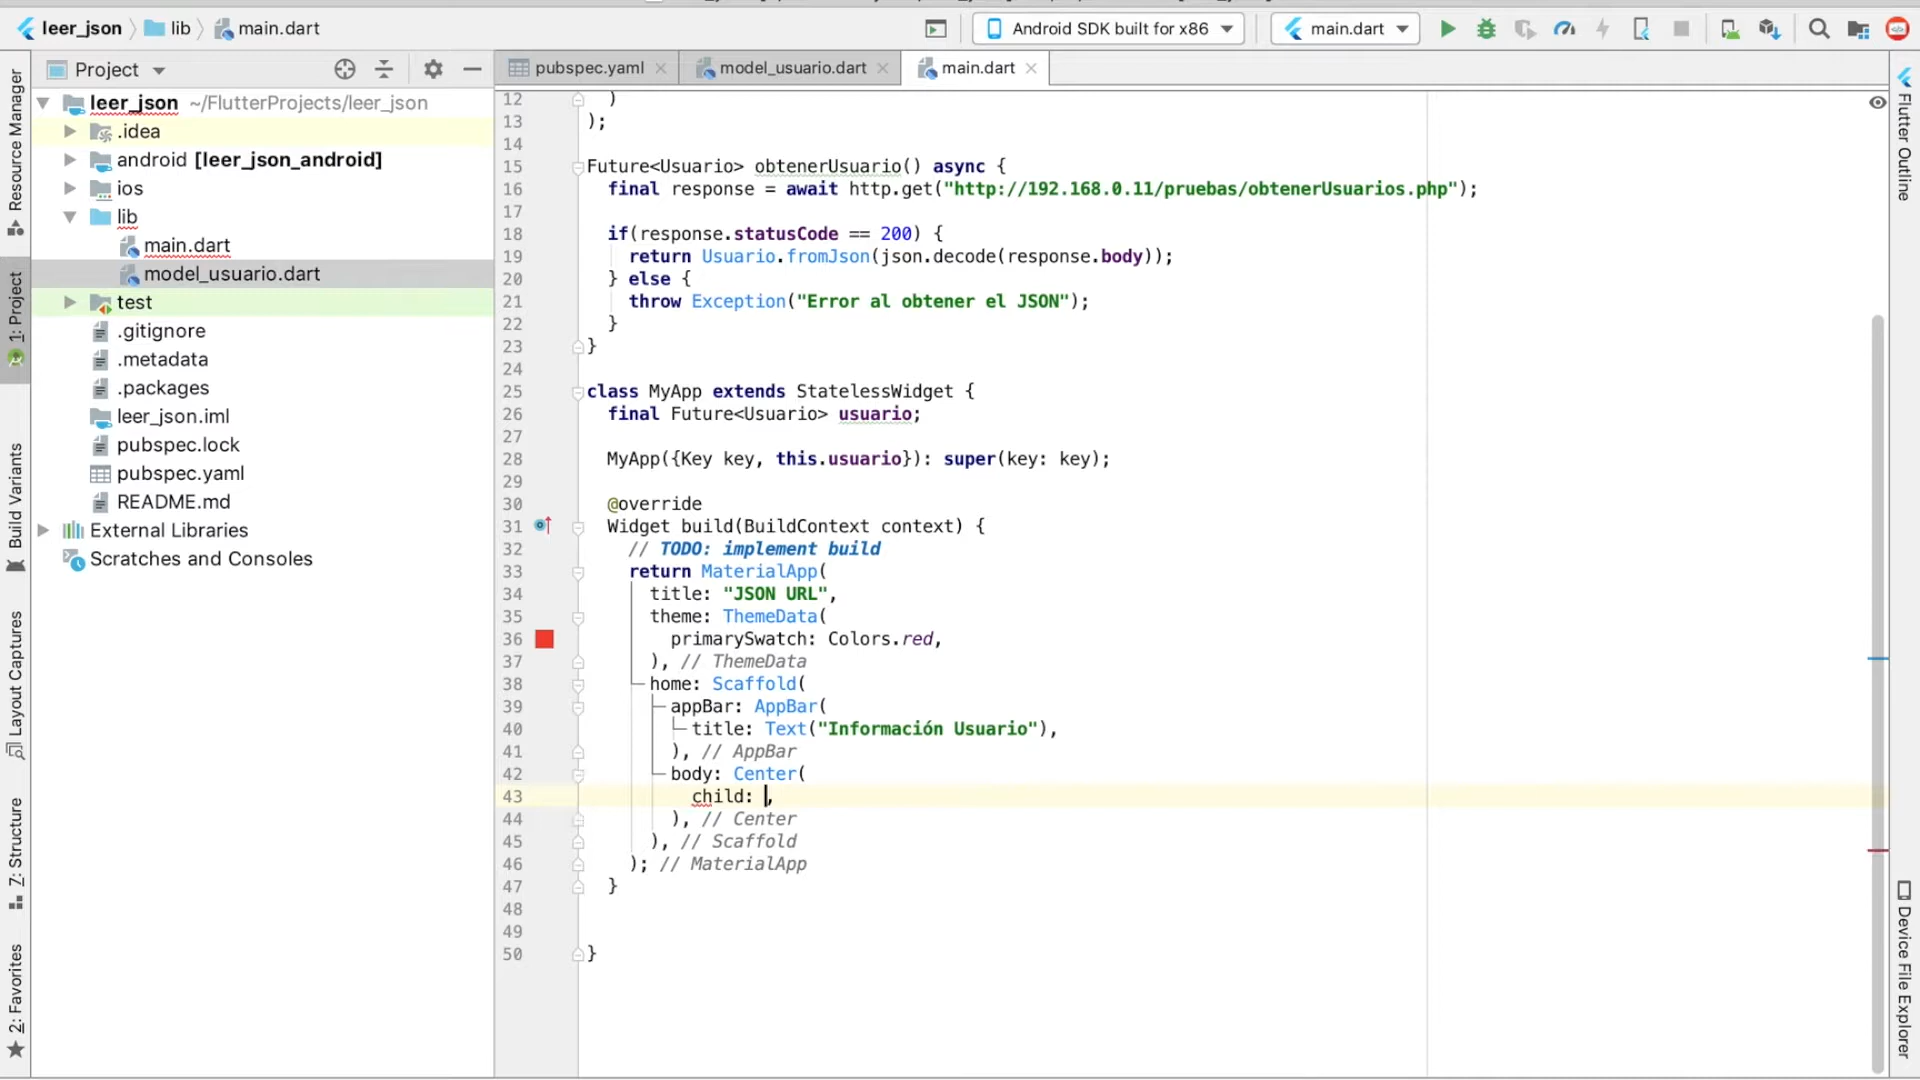 leer_json lib main.dart
Android SDK built for x86
main.dart
Project
pubspec.yaml
model_usuario.dart
main.dart
Resource Manager
1: Project
Build Variants
Layout Captures
Z: Structure
2: Favorites
leer_json ~/FlutterProjects/leer_json
.idea
android [leer_json_android]
ios
lib
main.dart
model_usuario.dart
test
.gitignore
.metadata
.packages
leer_json.iml
pubspec.lock
pubspec.yaml
README.md
External Libraries
Scratches and Consoles
12 )
13 );
14
15 Future<Usuario> obtenerUsuario() async {
16 final response = await http.get("http://192.168.0.11/pruebas/obtenerUsuarios.php");
17
18 if(response.statusCode == 200) {
19 return Usuario.fromJson(json.decode(response.body));
20 } else {
21 throw Exception("Error al obtener el JSON");
22 }
23 }
24
25 class MyApp extends StatelessWidget {
26 final Future<Usuario> usuario;
27
28 MyApp({Key key, this.usuario}): super(key: key);
29
30 @override
31 Widget build(BuildContext context) {
32 // TODO: implement build
33 return MaterialApp(
34 title: "JSON URL",
35 theme: ThemeData(
36 primarySwatch: Colors.red,
37 ), // ThemeData
38 home: Scaffold(
39 appBar: AppBar(
40 title: Text("Información Usuario"),
41 ), // AppBar
42 body: Center(
43 child: ,
44 ), // Center
45 ), // Scaffold
46 ); // MaterialApp
47 }
48
49
50 }
Flutter Outline
Device File Explorer